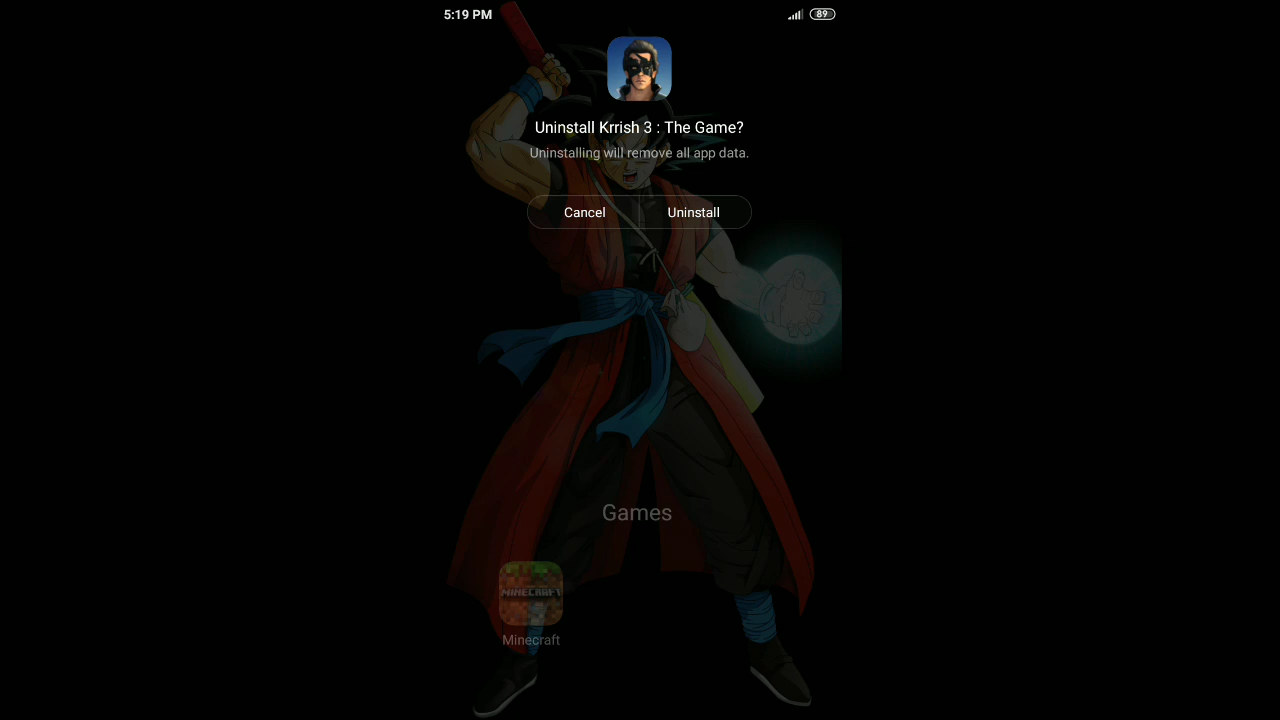 5:19 PM
89
Uninstall Krrish 3 : The Game?
Uninstalling will remove all app data.
Cancel
Uninstall
Games
MINECRAFT
Minecraft